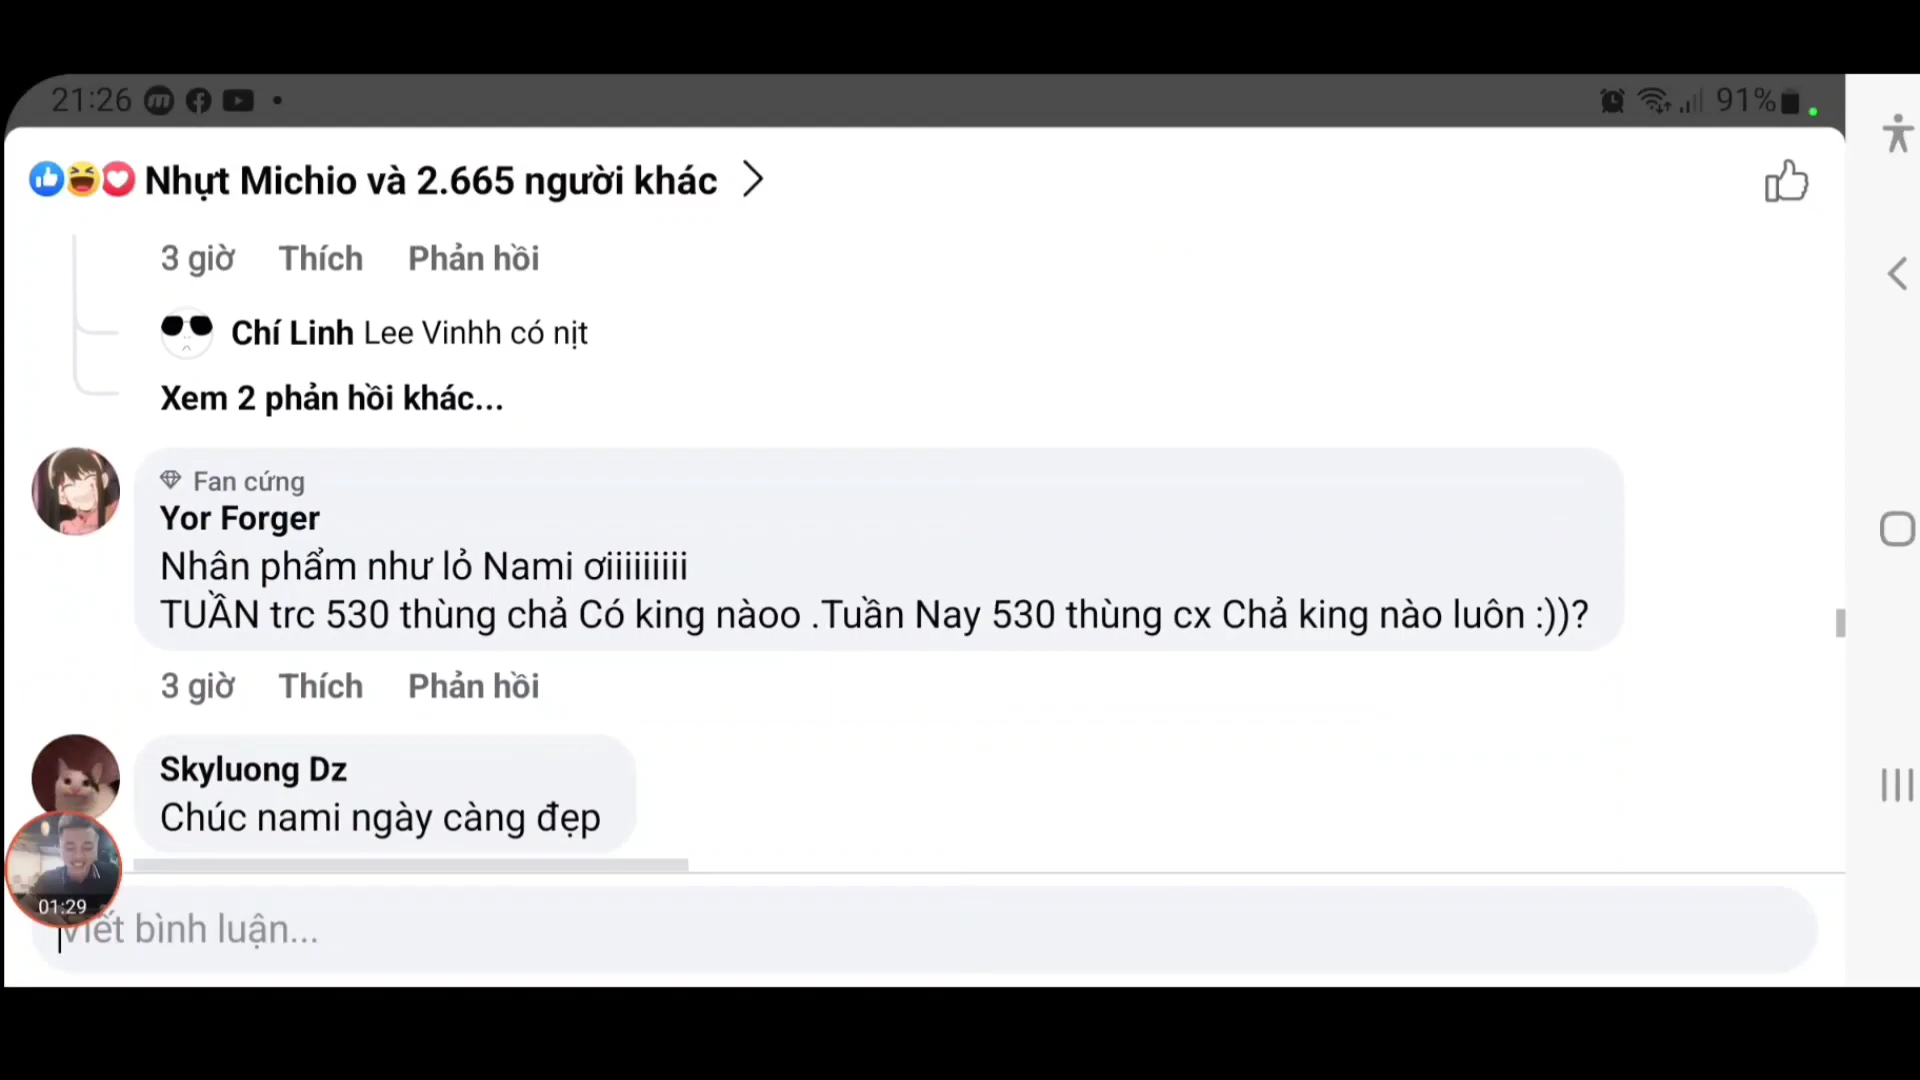 21:26
91%
Nhựt Michio và 2.665 người khác
3 giờ Thích Phản hồi
Chí Linh Lee Vinhh có nịt
Xem 2 phản hồi khác...
Fan cứng
Yor Forger
Nhân phẩm như lỏ Nami ơiiiiiiiii
TUẦN trc 530 thùng chả Có king nàoo .Tuần Nay 530 thùng cx Chả king nào luôn :))?
3 giờ Thích Phản hồi
Skyluong Dz
Chúc nami ngày càng đẹp
01:29
Viết bình luận...